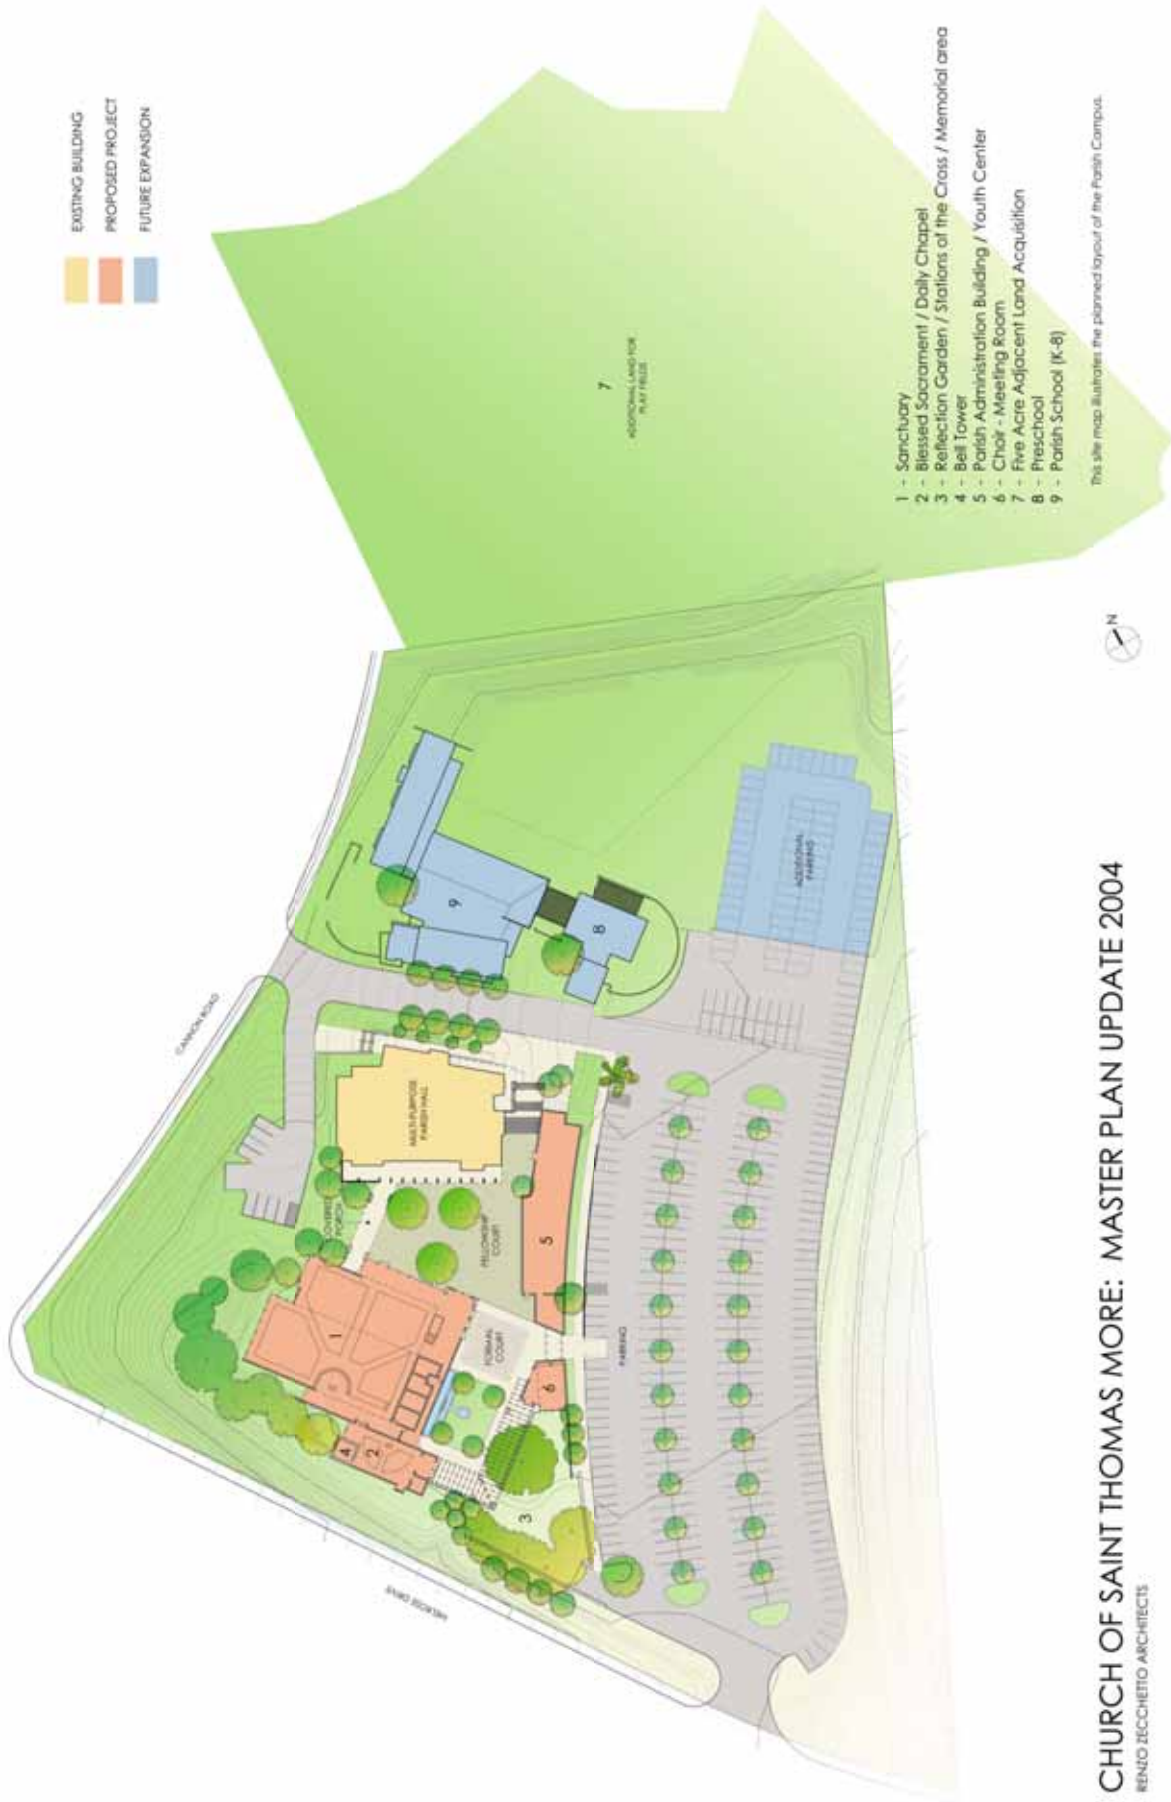 EXISTING BUILDING
PROPOSED PROJECT
FUTURE EXPANSION
CANNON ROAD
MELROSE DRIVE
MULTI-PURPOSE
PARISH HALL
COVERED
PORCH
FELLOWSHIP
COURT
FORMAL
COURT
PARKING
ADDITIONAL
PARKING
1
2
3
4
5
6
8
9
7
ADDITIONAL LAND FOR
PLAY FIELDS
1 - Sanctuary
2 - Blessed Sacrament / Daily Chapel
3 - Reflection Garden / Stations of the Cross / Memorial area
4 - Bell Tower
5 - Parish Administration Building / Youth Center
6 - Choir - Meeting Room
7 - Five Acre Adjacent Land Acquisition
8 - Preschool
9 - Parish School (K-8)
This site map illustrates the planned layout of the Parish Campus.
N
CHURCH OF SAINT THOMAS MORE: MASTER PLAN UPDATE 2004
RENZO ZECCHETTO ARCHITECTS